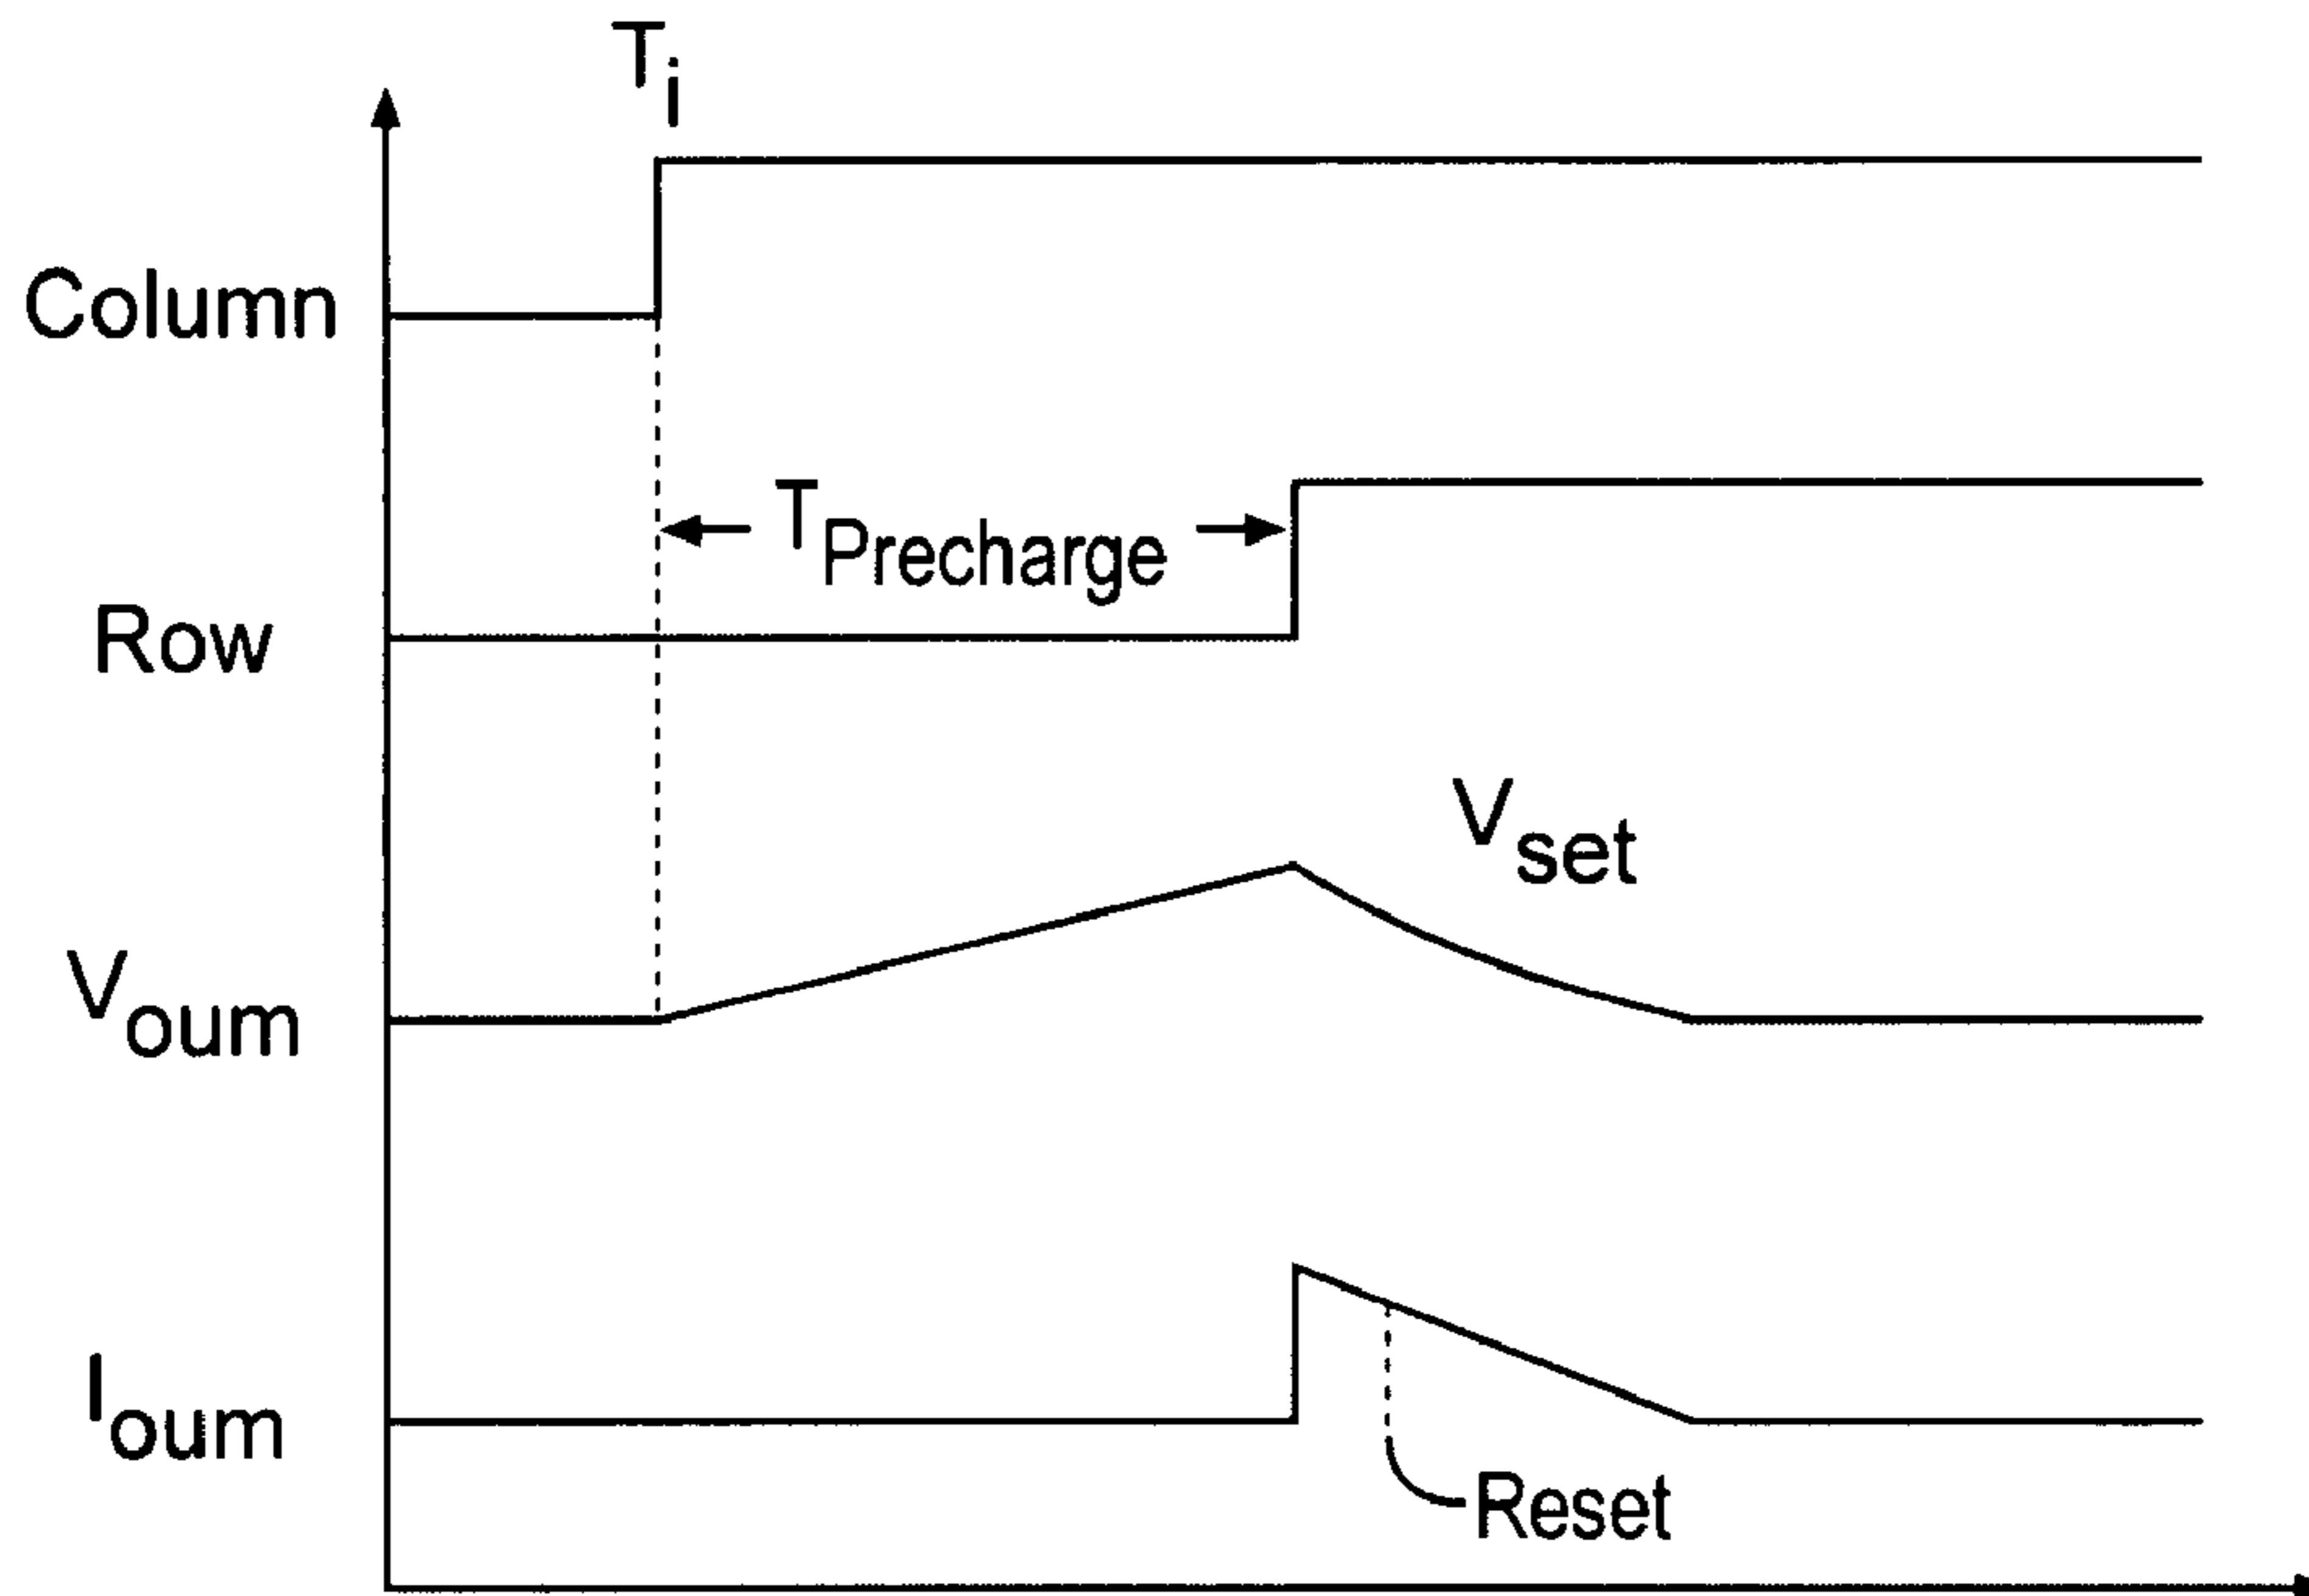 Ti
Column
TPrecharge
Row
Vset
Voum
Ioum
Reset